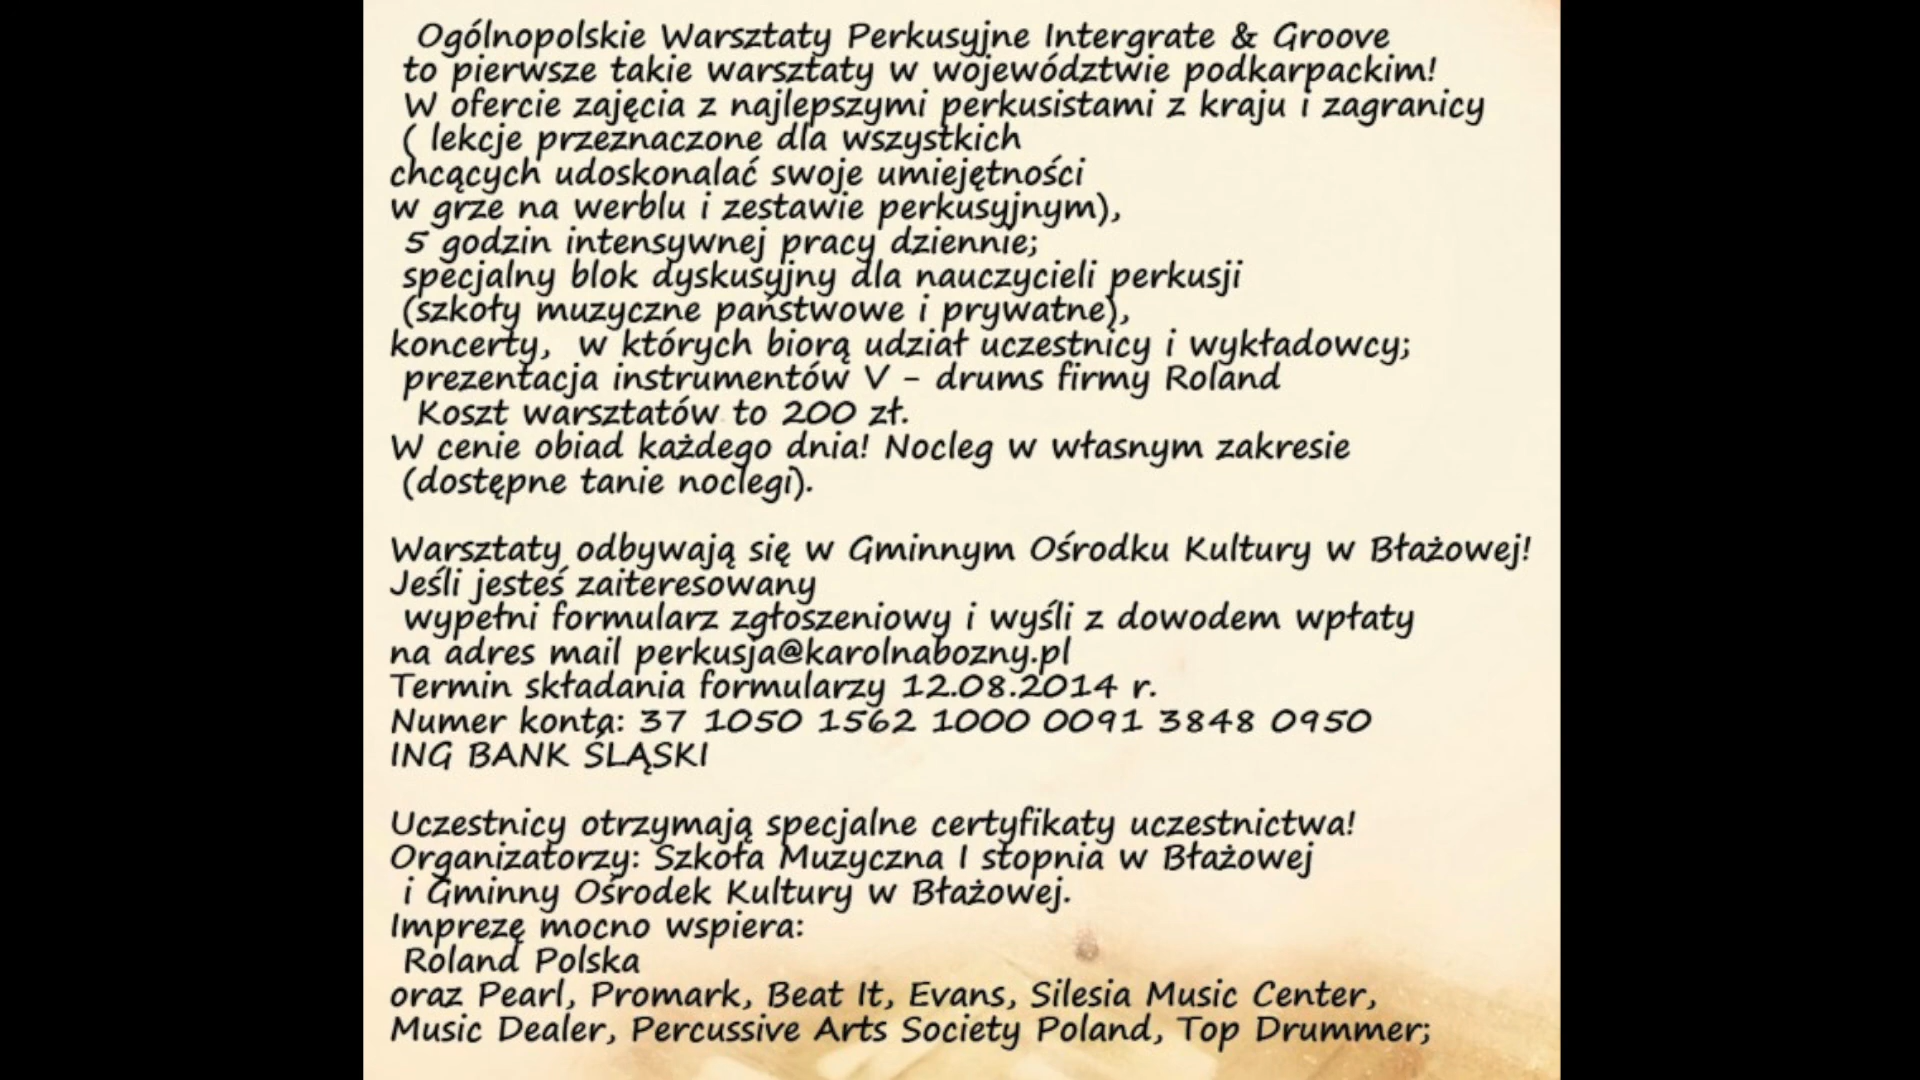 Ogólnopolskie Warsztaty Perkusyjne Intergrate & Groove
to pierwsze takie warsztaty w województwie podkarpackim!
W ofercie zajęcia z najlepszymi perkusistami z kraju i zagranicy
( lekcje przeznaczone dla wszystkich
chcących udoskonalać swoje umiejętności
w grze na werblu i zestawie perkusyjnym),
5 godzin intensywnej pracy dziennie;
specjalny blok dyskusyjny dla nauczycieli perkusji
(szkoły muzyczne państwowe i prywatne),
koncerty, w których biorą udział uczestnicy i wykładowcy;
prezentacja instrumentów V - drums firmy Roland
Koszt warsztatów to 200 zł.
W cenie obiad każdego dnia! Nocleg w własnym zakresie
(dostępne tanie noclegi).
Warsztaty odbywają się w Gminnym Ośrodku Kultury w Błażowej!
Jeśli jesteś zaiteresowany
wypełni formularz zgłoszeniowy i wyśli z dowodem wpłaty
na adres mail perkusja@karolnabozny.pl
Termin składania formularzy 12.08.2014 r.
Numer konta: 37 1050 1562 1000 0091 3848 0950
ING BANK ŚLĄSKI
Uczestnicy otrzymają specjalne certyfikaty uczestnictwa!
Organizatorzy: Szkoła Muzyczna I stopnia w Błażowej
i Gminny Ośrodek Kultury w Błażowej.
Imprezę mocno wspiera:
Roland Polska
oraz Pearl, Promark, Beat It, Evans, Silesia Music Center,
Music Dealer, Percussive Arts Society Poland, Top Drummer;